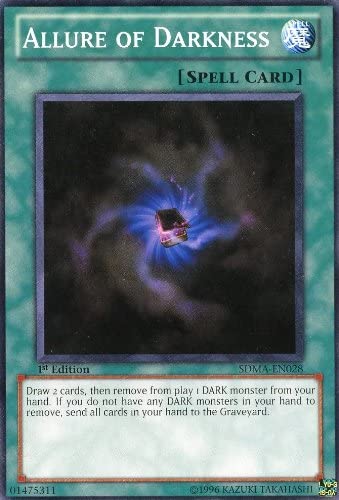 ALLURE OF DARKNESS
SPELL
[SPELL CARD]
1st Edition
SDMA-EN028
Draw 2 cards, then remove from play 1 DARK monster from your
hand. If you do not have any DARK monsters in your hand to
remove, send all cards in your hand to the Graveyard.
01475311
©1996 KAZUKI TAKAHASHI